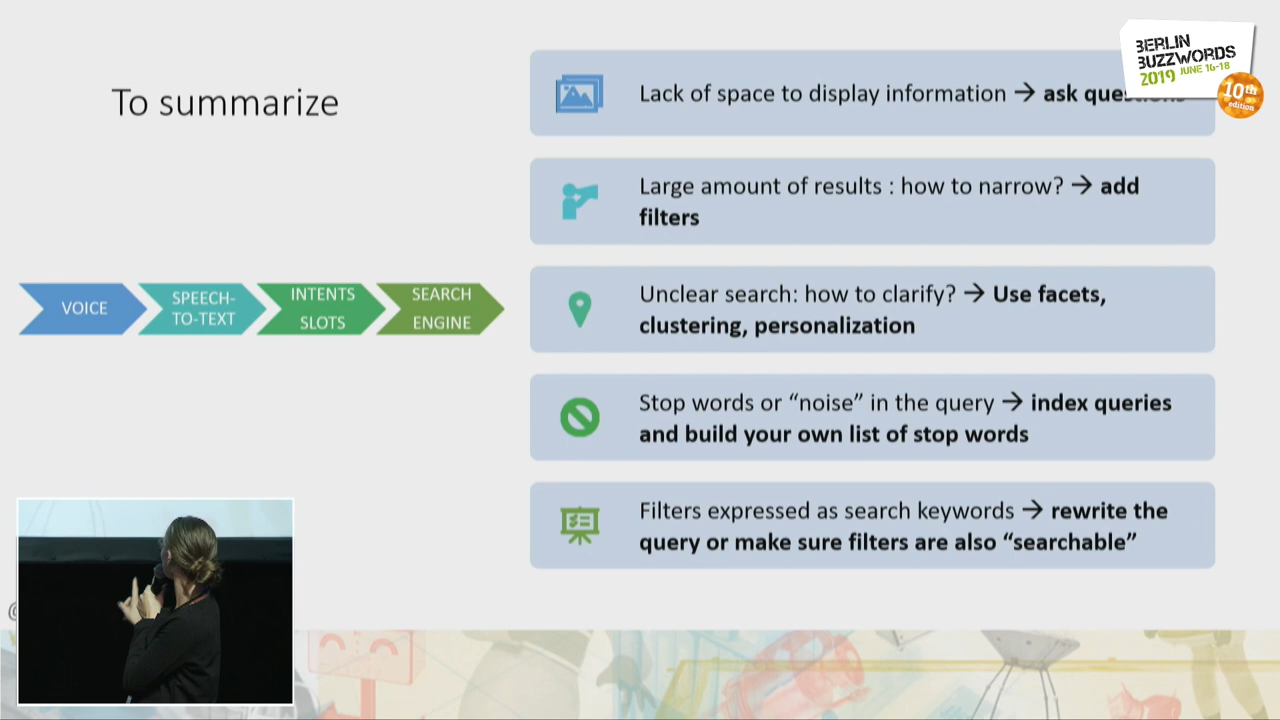 To summarize
VOICE
SPEECH-
TO-TEXT
INTENTS
SLOTS
SEARCH
ENGINE
Lack of space to display information → ask questions
Large amount of results : how to narrow? → add
filters
Unclear search: how to clarify? → Use facets,
clustering, personalization
Stop words or “noise” in the query → index queries
and build your own list of stop words
Filters expressed as search keywords → rewrite the
query or make sure filters are also “searchable”
BERLIN
BUZZWORDS
2019 JUNE 16-18
10th
edition
@